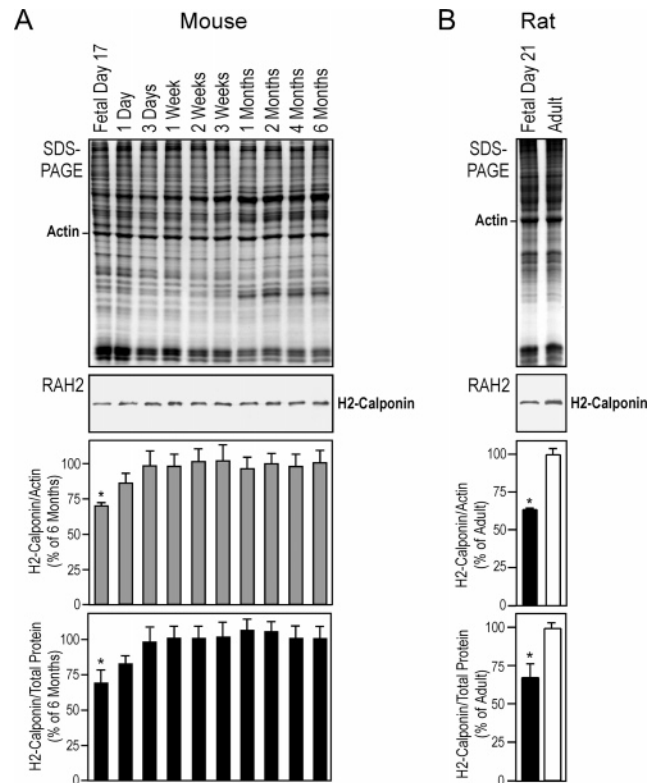 A
Mouse
Fetal Day 17
1 Day
3 Days
1 Week
2 Weeks
3 Weeks
1 Months
2 Months
4 Months
6 Months
SDS-
PAGE
Actin
RAH2
H2-Calponin
H2-Calponin/Actin
(% of 6 Months)
100
75
50
25
0
*
H2-Calponin/Total Protein
(% of 6 Months)
100
75
50
25
0
*
B
Rat
Fetal Day 21
Adult
SDS-
PAGE
Actin
RAH2
H2-Calponin
H2-Calponin/Actin
(% of Adult)
100
75
50
25
0
*
H2-Calponin/Total Protein
(% of Adult)
100
75
50
25
0
*